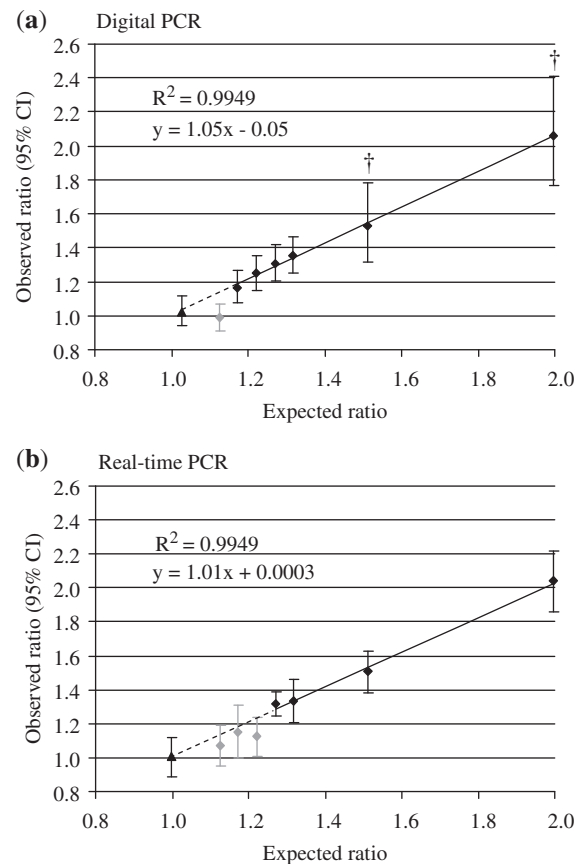 (a) Digital PCR
2.6
2.4
2.2
2.0
1.8
1.6
1.4
1.2
1.0
0.8
Observed ratio (95% CI)
R² = 0.9949
y = 1.05x - 0.05
†
†
0.8 1.0 1.2 1.4 1.6 1.8 2.0
Expected ratio
(b) Real-time PCR
2.6
2.4
2.2
2.0
1.8
1.6
1.4
1.2
1.0
0.8
Observed ratio (95% CI)
R² = 0.9949
y = 1.01x + 0.0003
0.8 1.0 1.2 1.4 1.6 1.8 2.0
Expected ratio